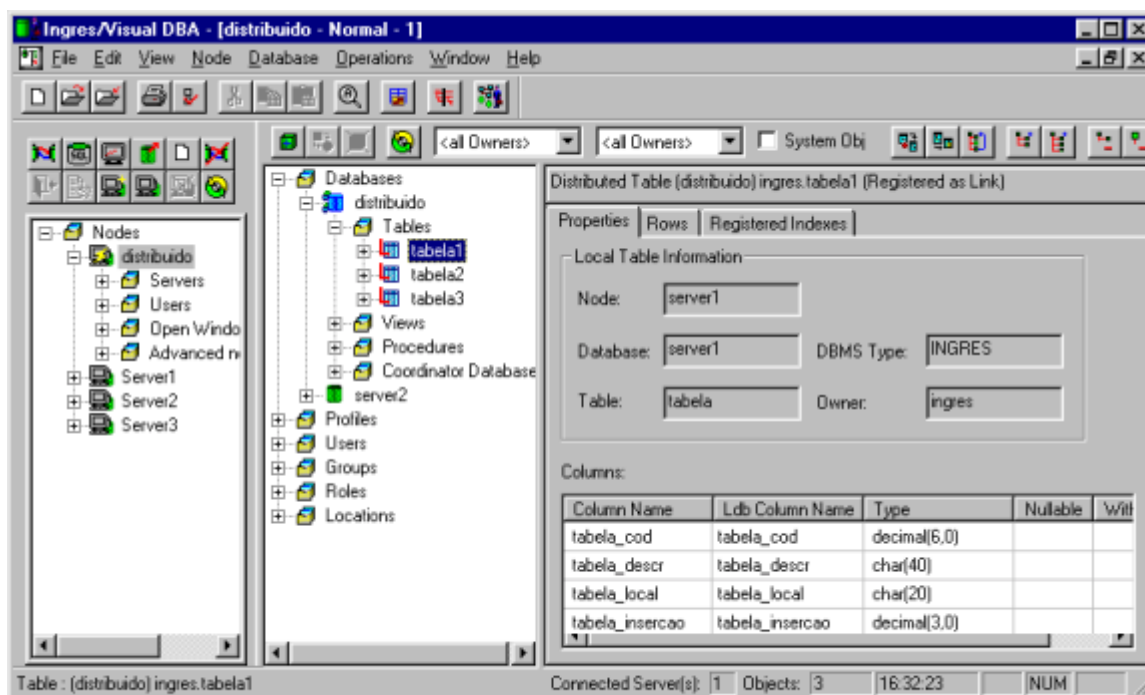 Ingres/Visual DBA - [distribuido - Normal - 1]
File Edit View Node Database Operations Window Help
<all Owners> <all Owners> System Obj
Nodes
distribuido
Servers
Users
Open Windo
Advanced n
Server1
Server2
Server3
Databases
distribuido
Tables
tabela1
tabela2
tabela3
Views
Procedures
Coordinator Database
server2
Profiles
Users
Groups
Roles
Locations
Distributed Table (distribuido) ingres.tabela1 (Registered as Link)
Properties Rows Registered Indexes
Local Table Information
Node: server1
Database: server1 DBMS Type: INGRES
Table: tabela Owner: ingres
Columns:
Column Name Ldb Column Name Type Nullable With
tabela_cod tabela_cod decimal(6,0)
tabela_descr tabela_descr char(40)
tabela_local tabela_local char(20)
tabela_insercao tabela_insercao decimal(3,0)
Table : (distribuido) ingres.tabela1 Connected Server(s): 1 Objects: 3 16:32:23 NUM